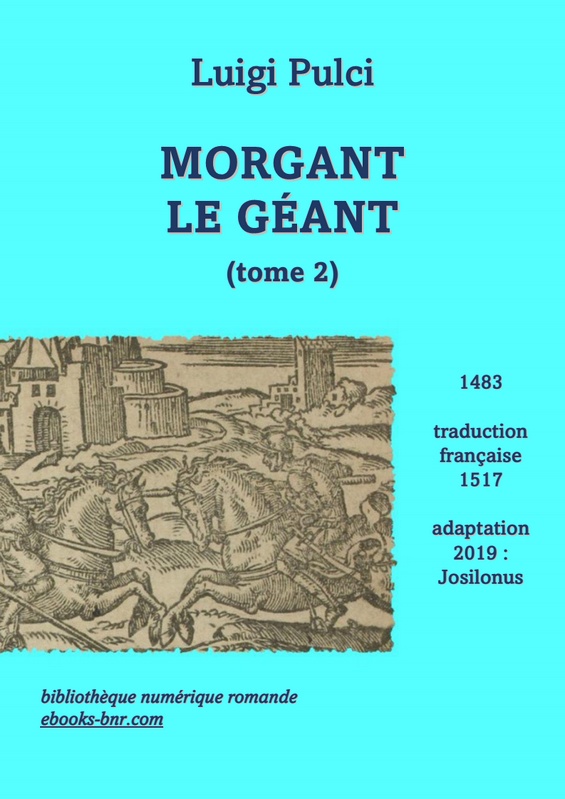 Luigi Pulci
MORGANT
LE GÉANT
(tome 2)
1483
traduction
française
1517
adaptation
2019 :
Josilonus
bibliothèque numérique romande
ebooks-bnr.com